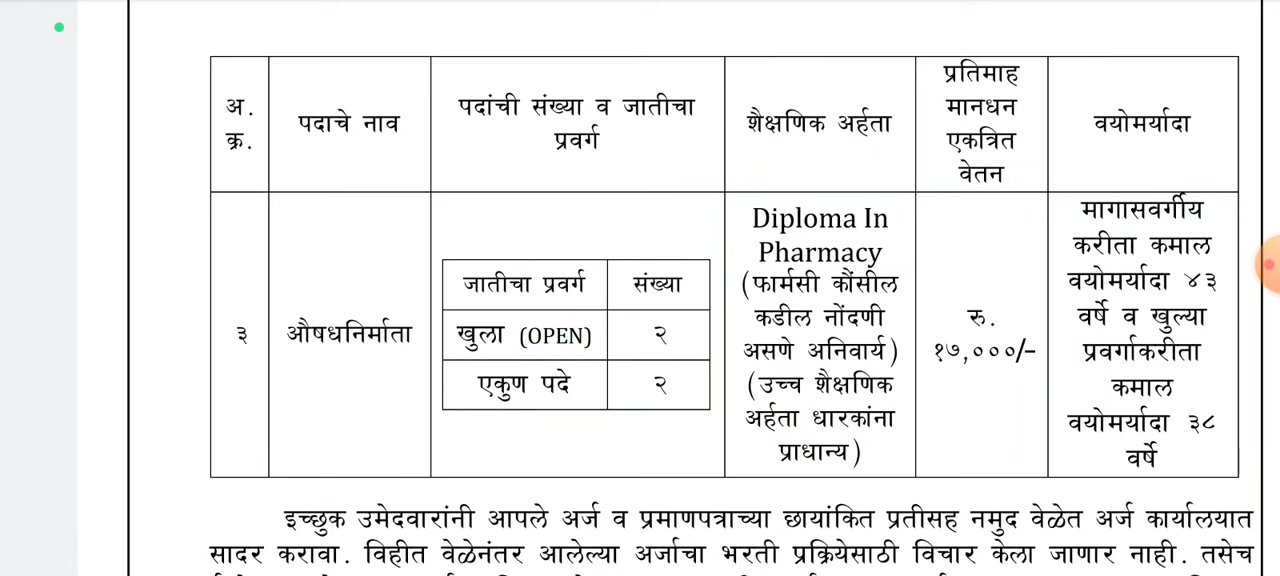 अ.
क्र.
पदाचे नाव
पदांची संख्या व जातीचा
प्रवर्ग
शैक्षणिक अर्हता
प्रतिमाह
मानधन
एकत्रित
वेतन
वयोमर्यादा
३
औषधनिर्माता
जातीचा प्रवर्ग संख्या
खुला (OPEN) २
एकुण पदे २
Diploma In
Pharmacy
(फार्मसी कौंसील
कडील नोंदणी
असणे अनिवार्य)
(उच्च शैक्षणिक
अर्हता धारकांना
प्राधान्य)
रु.
१७,०००/-
मागासवर्गीय
करीता कमाल
वयोमर्यादा ४३
वर्षे व खुल्या
प्रवर्गाकरीता
कमाल
वयोमर्यादा ३८
वर्षे
इच्छुक उमेदवारांनी आपले अर्ज व प्रमाणपत्राच्या छायांकित प्रतीसह नमुद वेळेत अर्ज कार्यालयात
सादर करावा. विहीत वेळेनंतर आलेल्या अर्जाचा भरती प्रक्रियेसाठी विचार केला जाणार नाही. तसेच